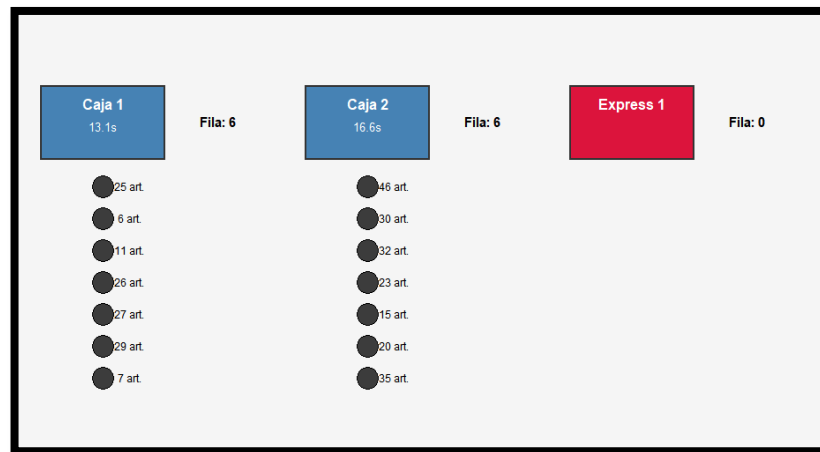 Caja 1
13.1s
Fila: 6
25 art.
6 art.
11 art.
26 art.
27 art.
29 art.
7 art.
Caja 2
16.6s
Fila: 6
46 art.
30 art.
32 art.
23 art.
15 art.
20 art.
35 art.
Express 1
Fila: 0